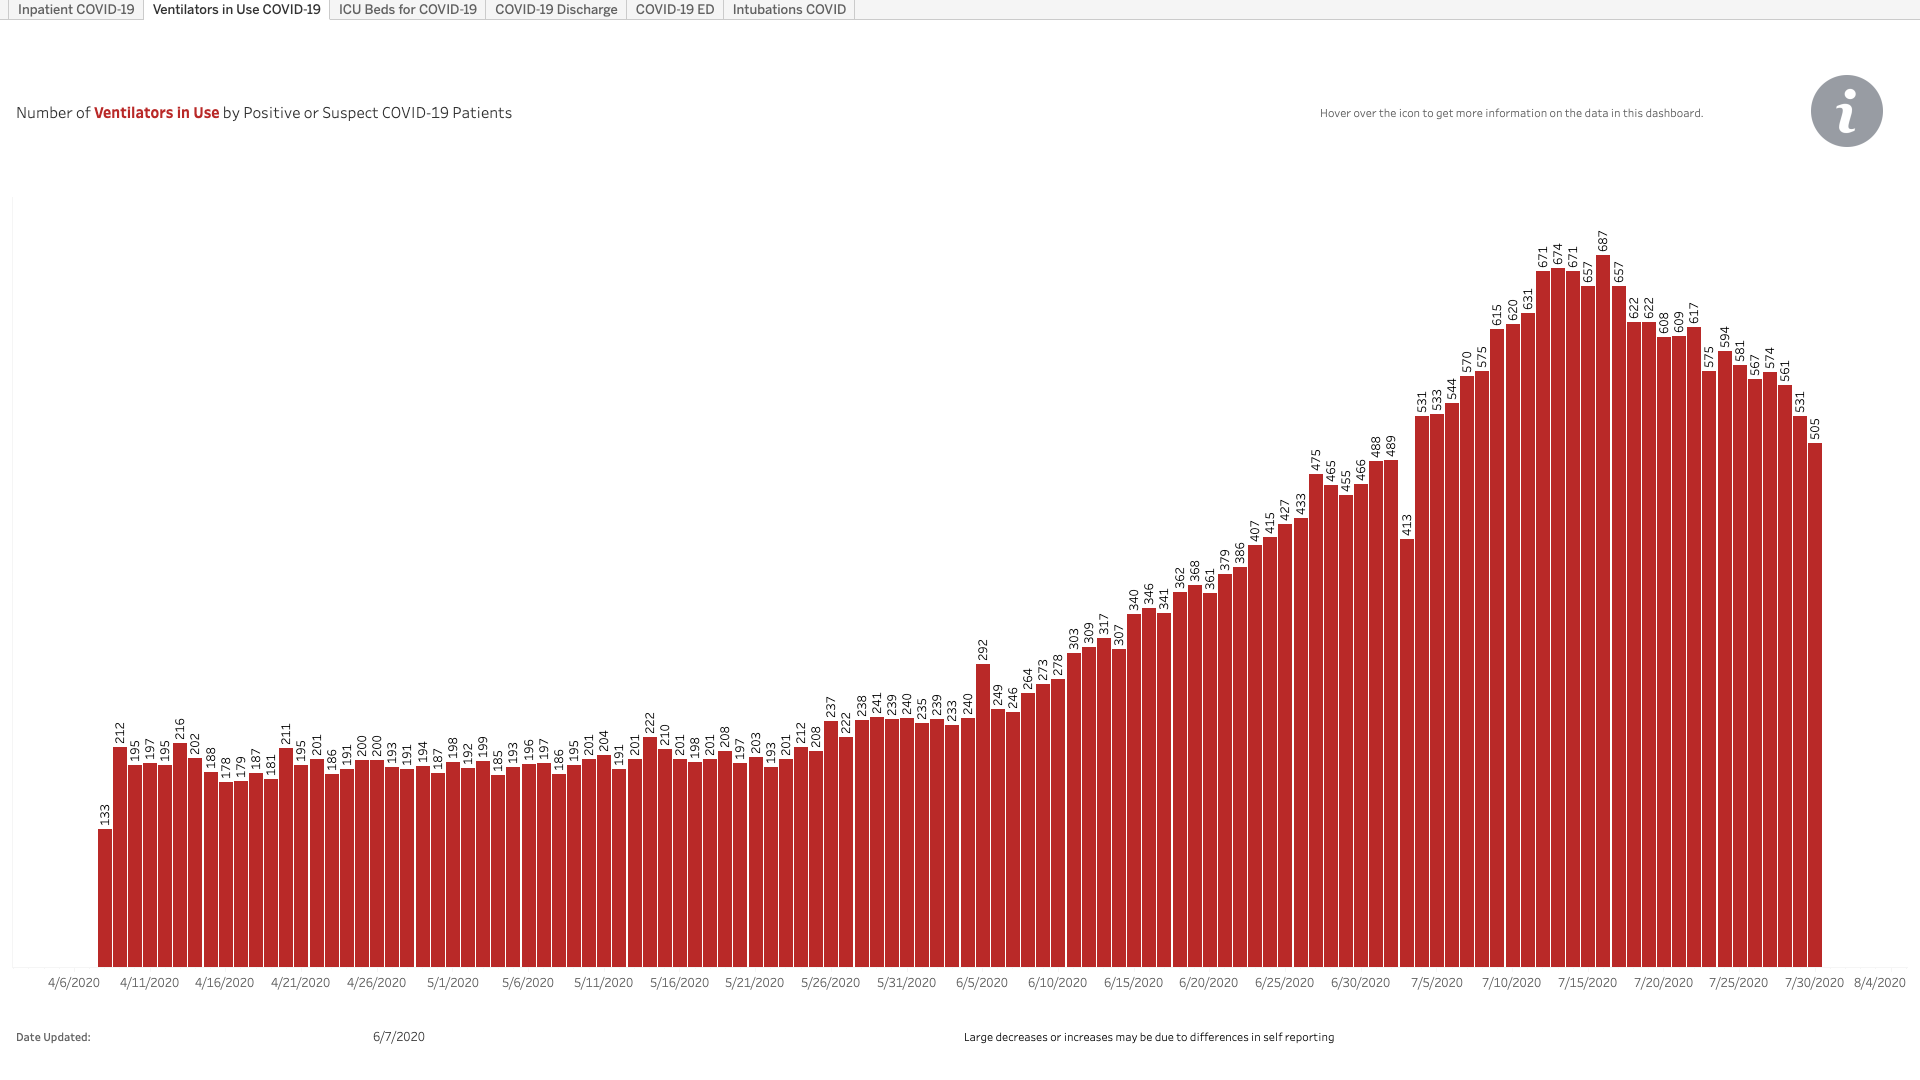 Inpatient COVID-19 Ventilators in Use COVID-19 ICU Beds for COVID-19 COVID-19 Discharge COVID-19 ED Intubations COVID
Number of Ventilators in Use by Positive or Suspect COVID-19 Patients
Hover over the icon to get more information on the data in this dashboard.
i
133 212 195 197 195 216 202 188 178 179 187 181 211 195 201 186 191 200 200 193 191 194 187 198 192 199 185 193 196 197 186 195 201 204 191 201 222 210 201 198 201 208 197 203 193 201 212 208 237 222 238 241 239 240 235 239 233 240 292 249 246 264 273 278 303 309 317 307 340 346 341 362 368 361 379 386 407 415 427 433 475 465 455 466 488 489 413 531 533 544 570 575 615 620 631 671 674 671 657 687 657 622 622 608 609 617 575 594 581 567 574 561 531 505
4/6/2020 4/11/2020 4/16/2020 4/21/2020 4/26/2020 5/1/2020 5/6/2020 5/11/2020 5/16/2020 5/21/2020 5/26/2020 5/31/2020 6/5/2020 6/10/2020 6/15/2020 6/20/2020 6/25/2020 6/30/2020 7/5/2020 7/10/2020 7/15/2020 7/20/2020 7/25/2020 7/30/2020 8/4/2020
Date Updated: 6/7/2020
Large decreases or increases may be due to differences in self reporting